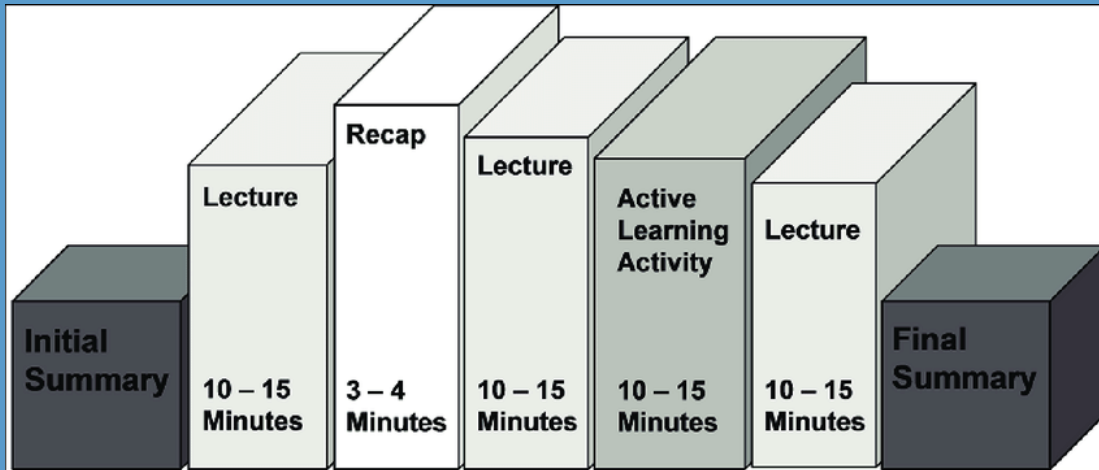 Initial
Summary
Lecture
10 – 15
Minutes
Recap
3 – 4
Minutes
Lecture
10 – 15
Minutes
Active
Learning
Activity
10 – 15
Minutes
Lecture
10 – 15
Minutes
Final
Summary